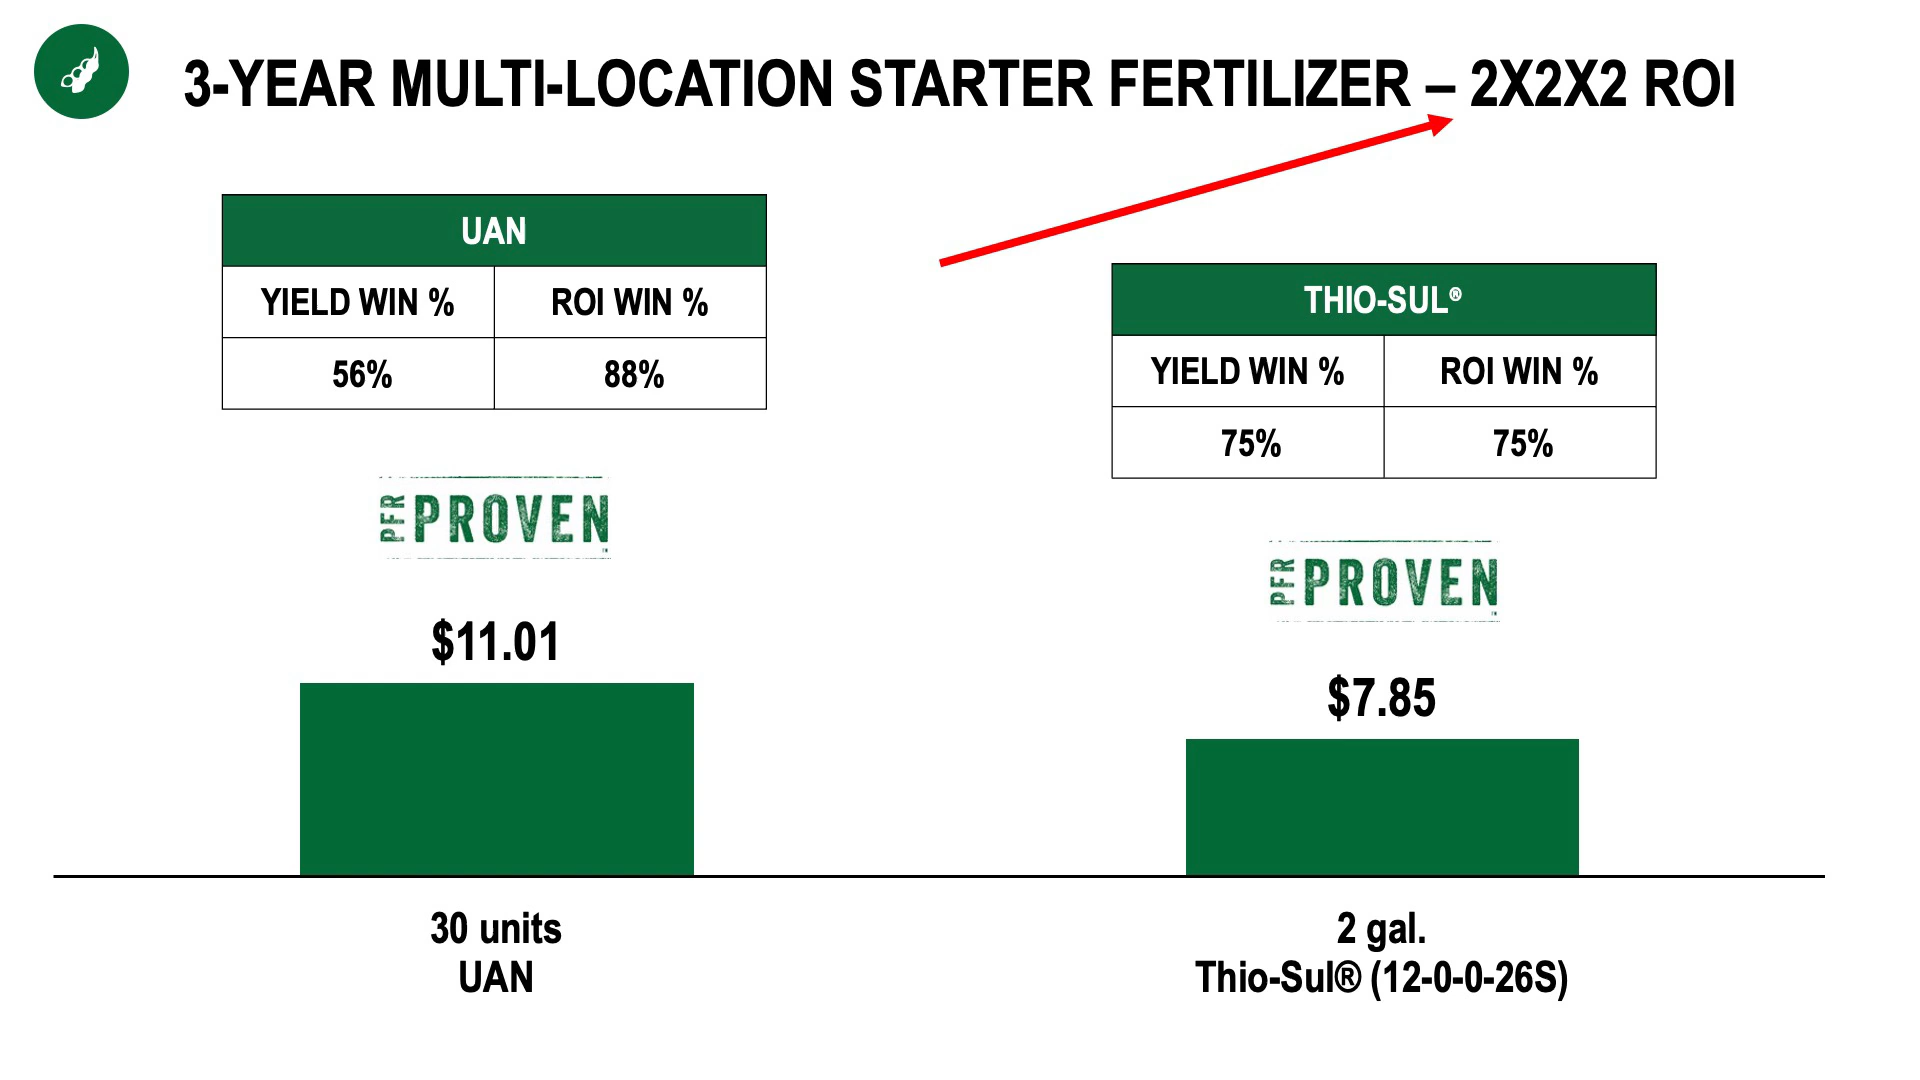 3-YEAR MULTI-LOCATION STARTER FERTILIZER – 2X2X2 ROI
UAN
YIELD WIN % ROI WIN %
56% 88%
THIO-SUL®
YIELD WIN % ROI WIN %
75% 75%
PFR PROVEN
PFR PROVEN
$11.01
$7.85
30 units
UAN
2 gal.
Thio-Sul® (12-0-0-26S)